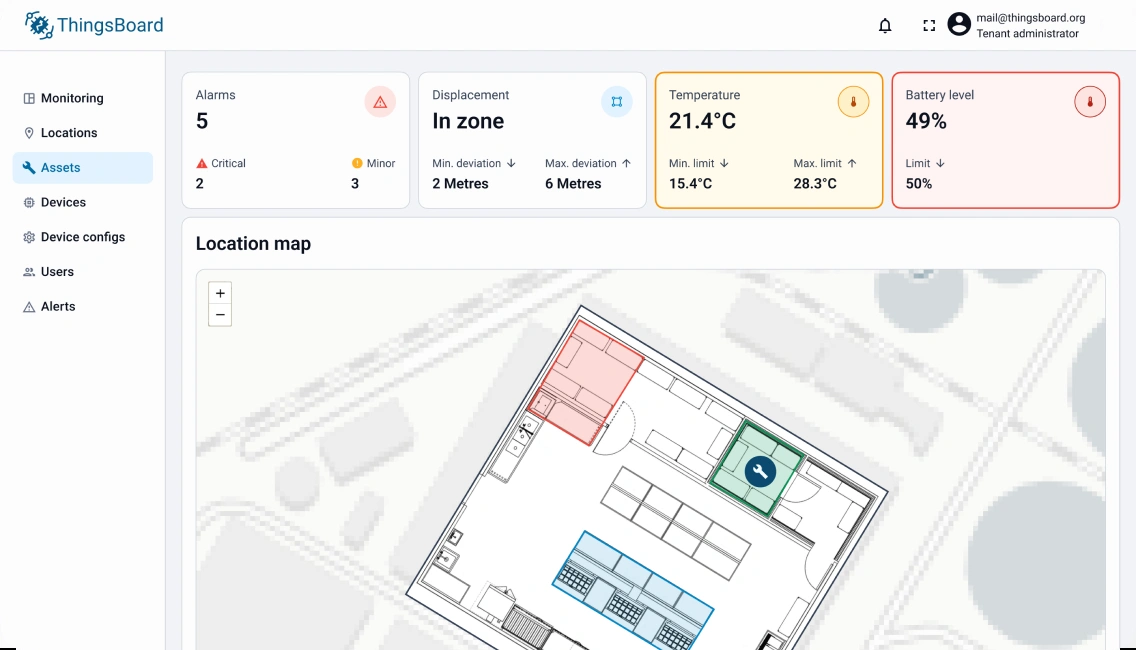 ThingsBoard
mail@thingsboard.org
Tenant administrator
Monitoring
Locations
Assets
Devices
Device configs
Users
Alerts
Alarms
5
Critical
Minor
2
3
Displacement
In zone
Min. deviation ↓
Max. deviation ↑
2 Metres
6 Metres
Temperature
21.4°C
Min. limit ↓
Max. limit ↑
15.4°C
28.3°C
Battery level
49%
Limit ↓
50%
Location map
+
−